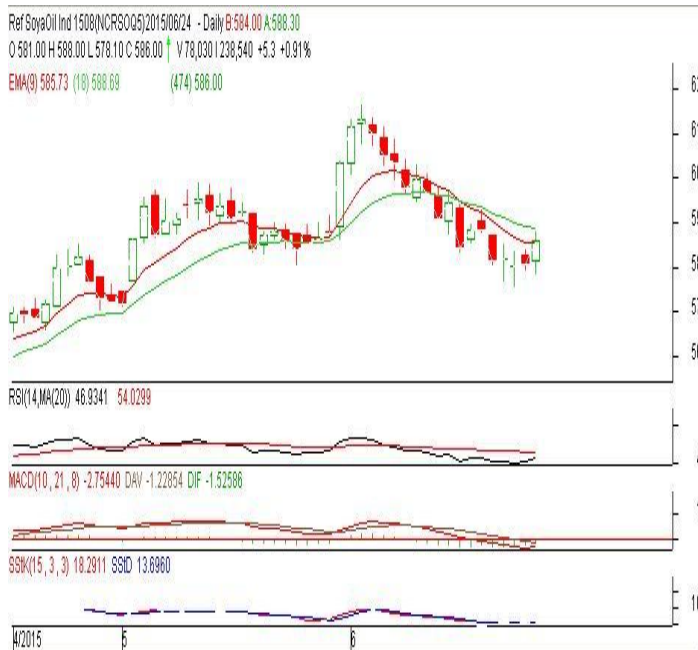 Ref SoyaOil Ind 1508(NCRSOQ5)2015/06/24 - Daily B:584.00 A:588.30
O 581.00 H 588.00 L 578.10 C 586.00 V 78,030 I 238,540 +5.3 +0.91%
EMA(9) 585.73 (18) 588.69 (474) 586.00
RSI(14,MA(20)) 46.9341 54.0299
MACD(10 , 21 , 8) -2.75440 DAV -1.22854 DIF -1.52586
SStK(15, 3, 3) 18.2911 SStD 13.6960
4/2015 5 6